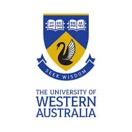 SEEK WISDOM
THE UNIVERSITY OF
WESTERN
AUSTRALIA